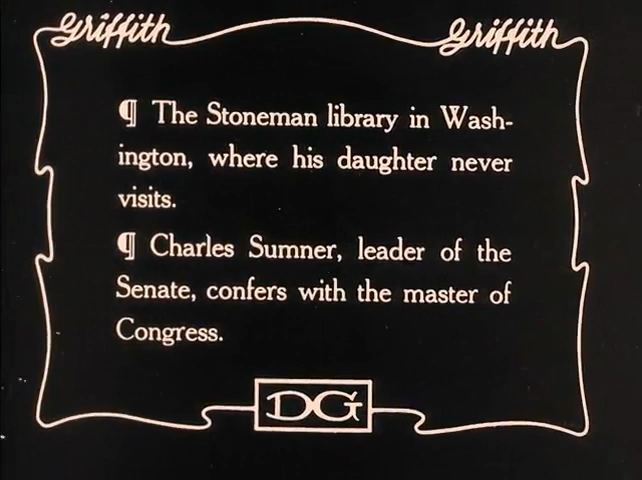 Griffith Griffith
¶ The Stoneman library in Wash-
ington, where his daughter never
visits.
¶ Charles Sumner, leader of the
Senate, confers with the master of
Congress.
DG